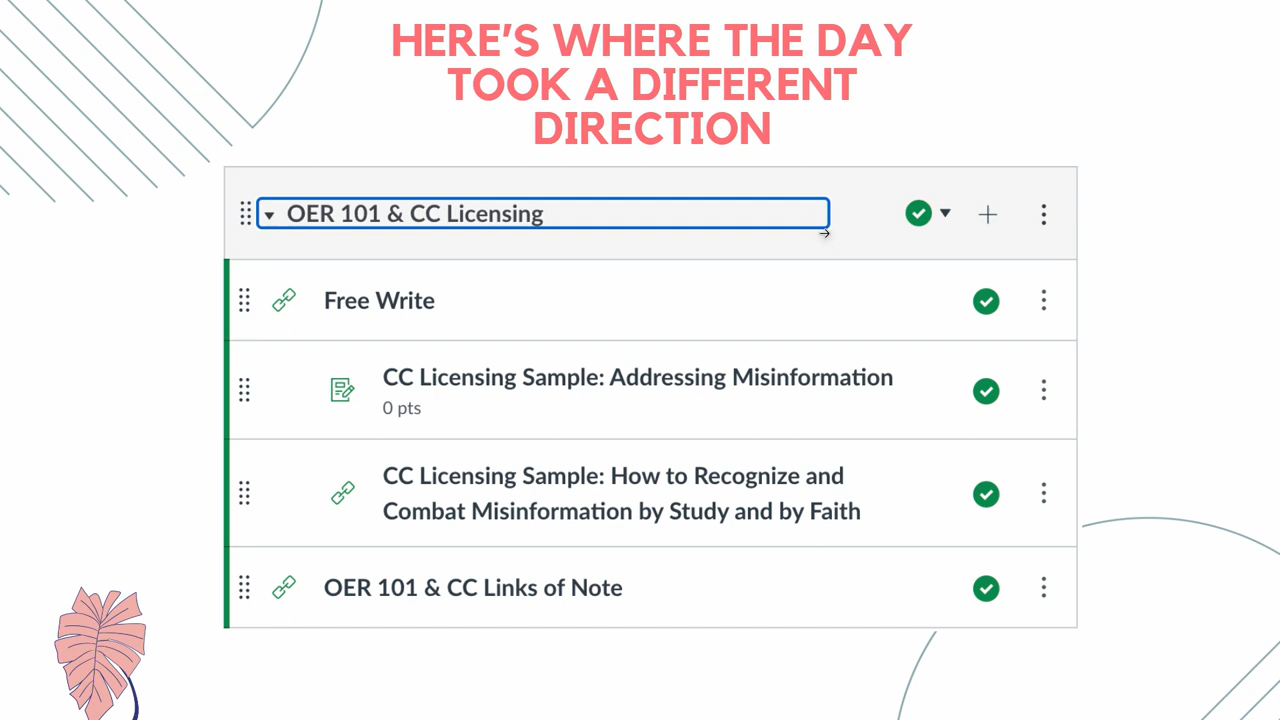 HERE'S WHERE THE DAY
TOOK A DIFFERENT
DIRECTION
OER 101 & CC Licensing
Free Write
CC Licensing Sample: Addressing Misinformation
0 pts
CC Licensing Sample: How to Recognize and
Combat Misinformation by Study and by Faith
OER 101 & CC Links of Note